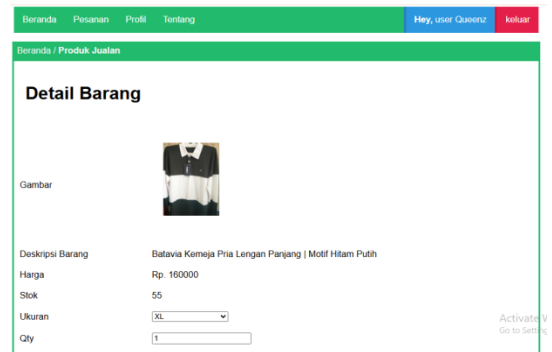 Beranda Pesanan Profil Tentang Hey, user Queenz keluar
Beranda / Produk Jualan
Detail Barang
Gambar
Deskripsi Barang Batavia Kemeja Pria Lengan Panjang | Motif Hitam Putih
Harga Rp. 160000
Stok 55
Ukuran XL
Activate
Go to Setting
Qty 1